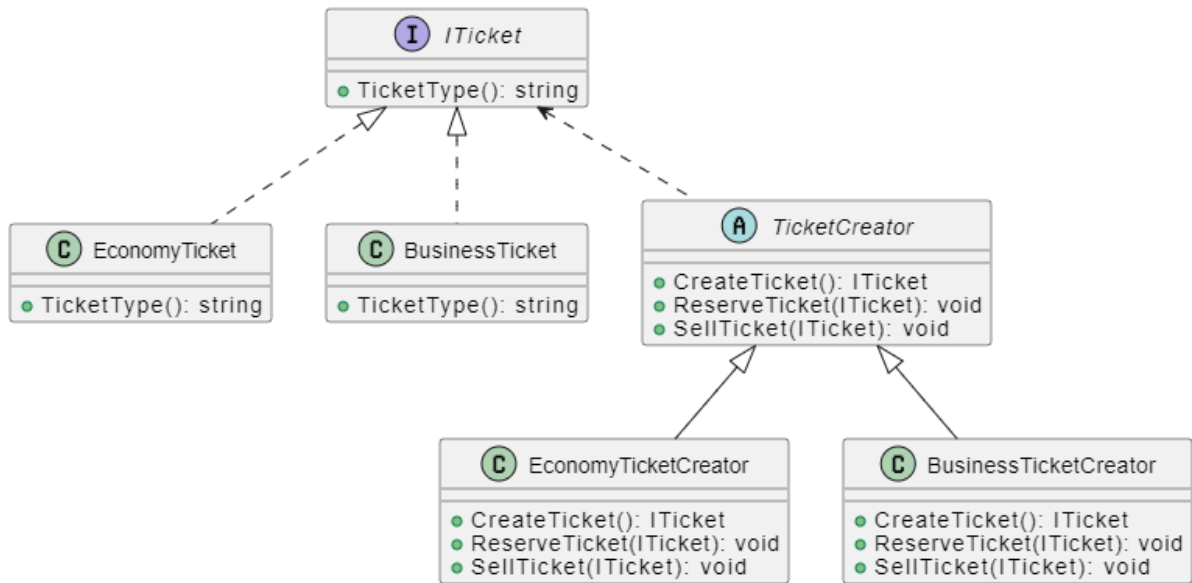 I ITicket
TicketType(): string
C EconomyTicket
TicketType(): string
C BusinessTicket
TicketType(): string
A TicketCreator
CreateTicket(): ITicket
ReserveTicket(ITicket): void
SellTicket(ITicket): void
C EconomyTicketCreator
CreateTicket(): ITicket
ReserveTicket(ITicket): void
SellTicket(ITicket): void
C BusinessTicketCreator
CreateTicket(): ITicket
ReserveTicket(ITicket): void
SellTicket(ITicket): void